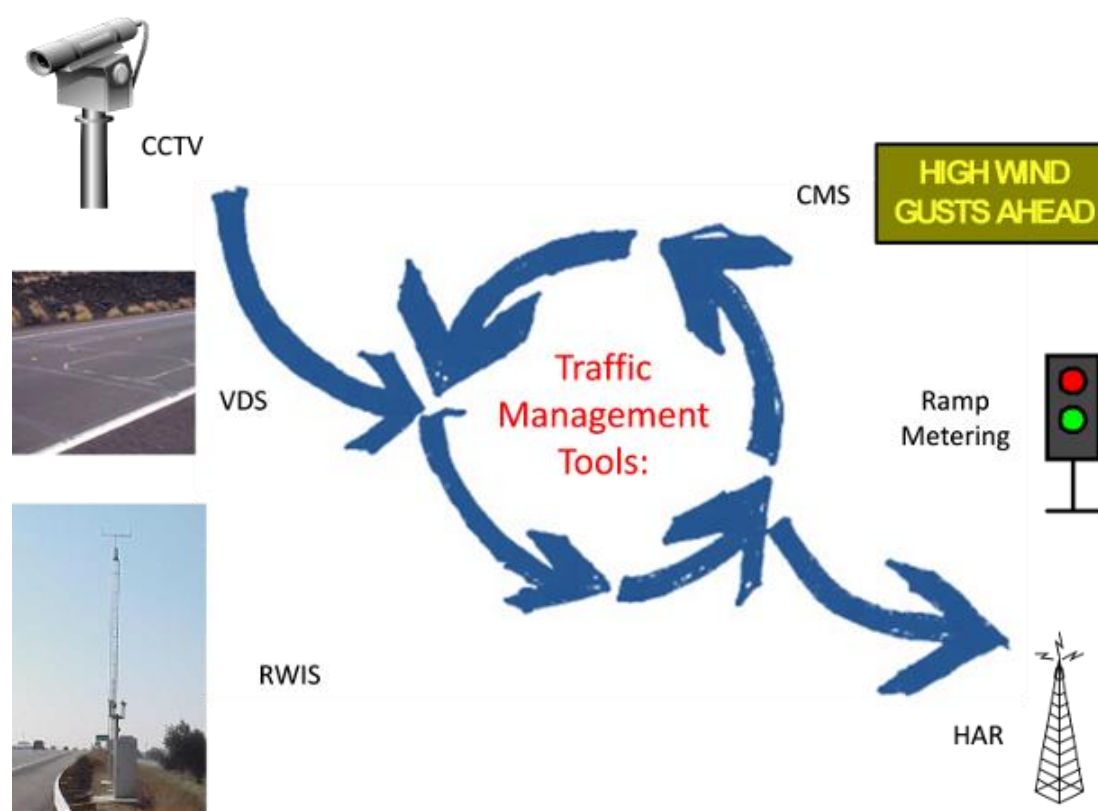 CCTV
CMS
HIGH WIND
GUSTS AHEAD
VDS
Traffic
Management
Tools:
Ramp
Metering
RWIS
HAR